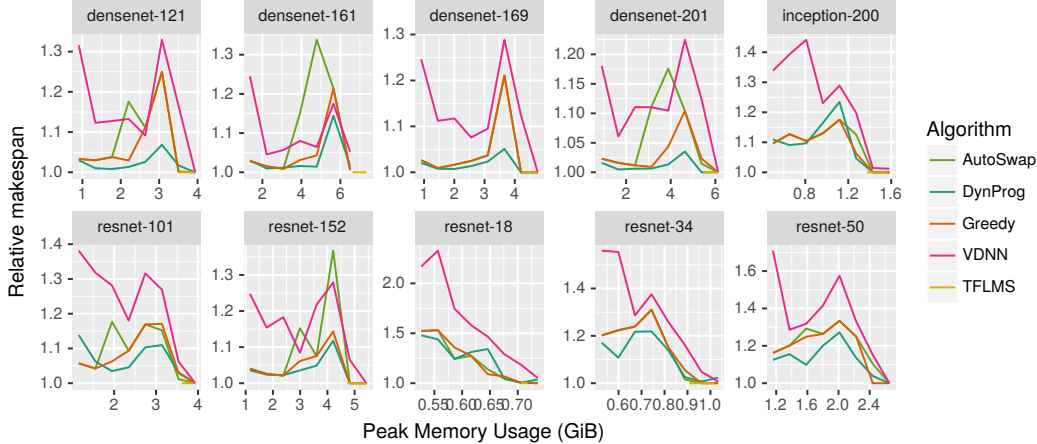 densenet-121
densenet-161
densenet-169
densenet-201
inception-200
1.3
1.2
1.1
1.0
1 2 3 4
1.3
1.2
1.1
1.0
2 4 6
1.3
1.2
1.1
1.0
1 2 3 4
1.20
1.15
1.10
1.05
1.00
2 4 6
1.4
1.3
1.2
1.1
1.0
0.8 1.2 1.6
Relative makespan
resnet-101
resnet-152
resnet-18
resnet-34
resnet-50
1.4
1.3
1.2
1.1
1.0
2 3 4
1.3
1.2
1.1
1.0
1 2 3 4 5
2.0
1.5
1.0
0.55 0.60 0.65 0.70
1.4
1.2
1.0
0.6 0.7 0.8 0.9 1.0
1.6
1.4
1.2
1.0
1.2 1.6 2.0 2.4
Peak Memory Usage (GiB)
Algorithm
AutoSwap
DynProg
Greedy
VDNN
TFLMS